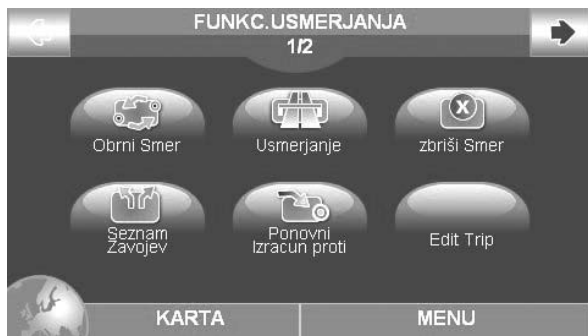 FUNKC.USMERJANJA
1/2
Obrni Smer
Usmerjanje
zbriši Smer
X
Seznam
Zavojev
Ponovni
Izracun proti
Edit Trip
KARTA
MENU